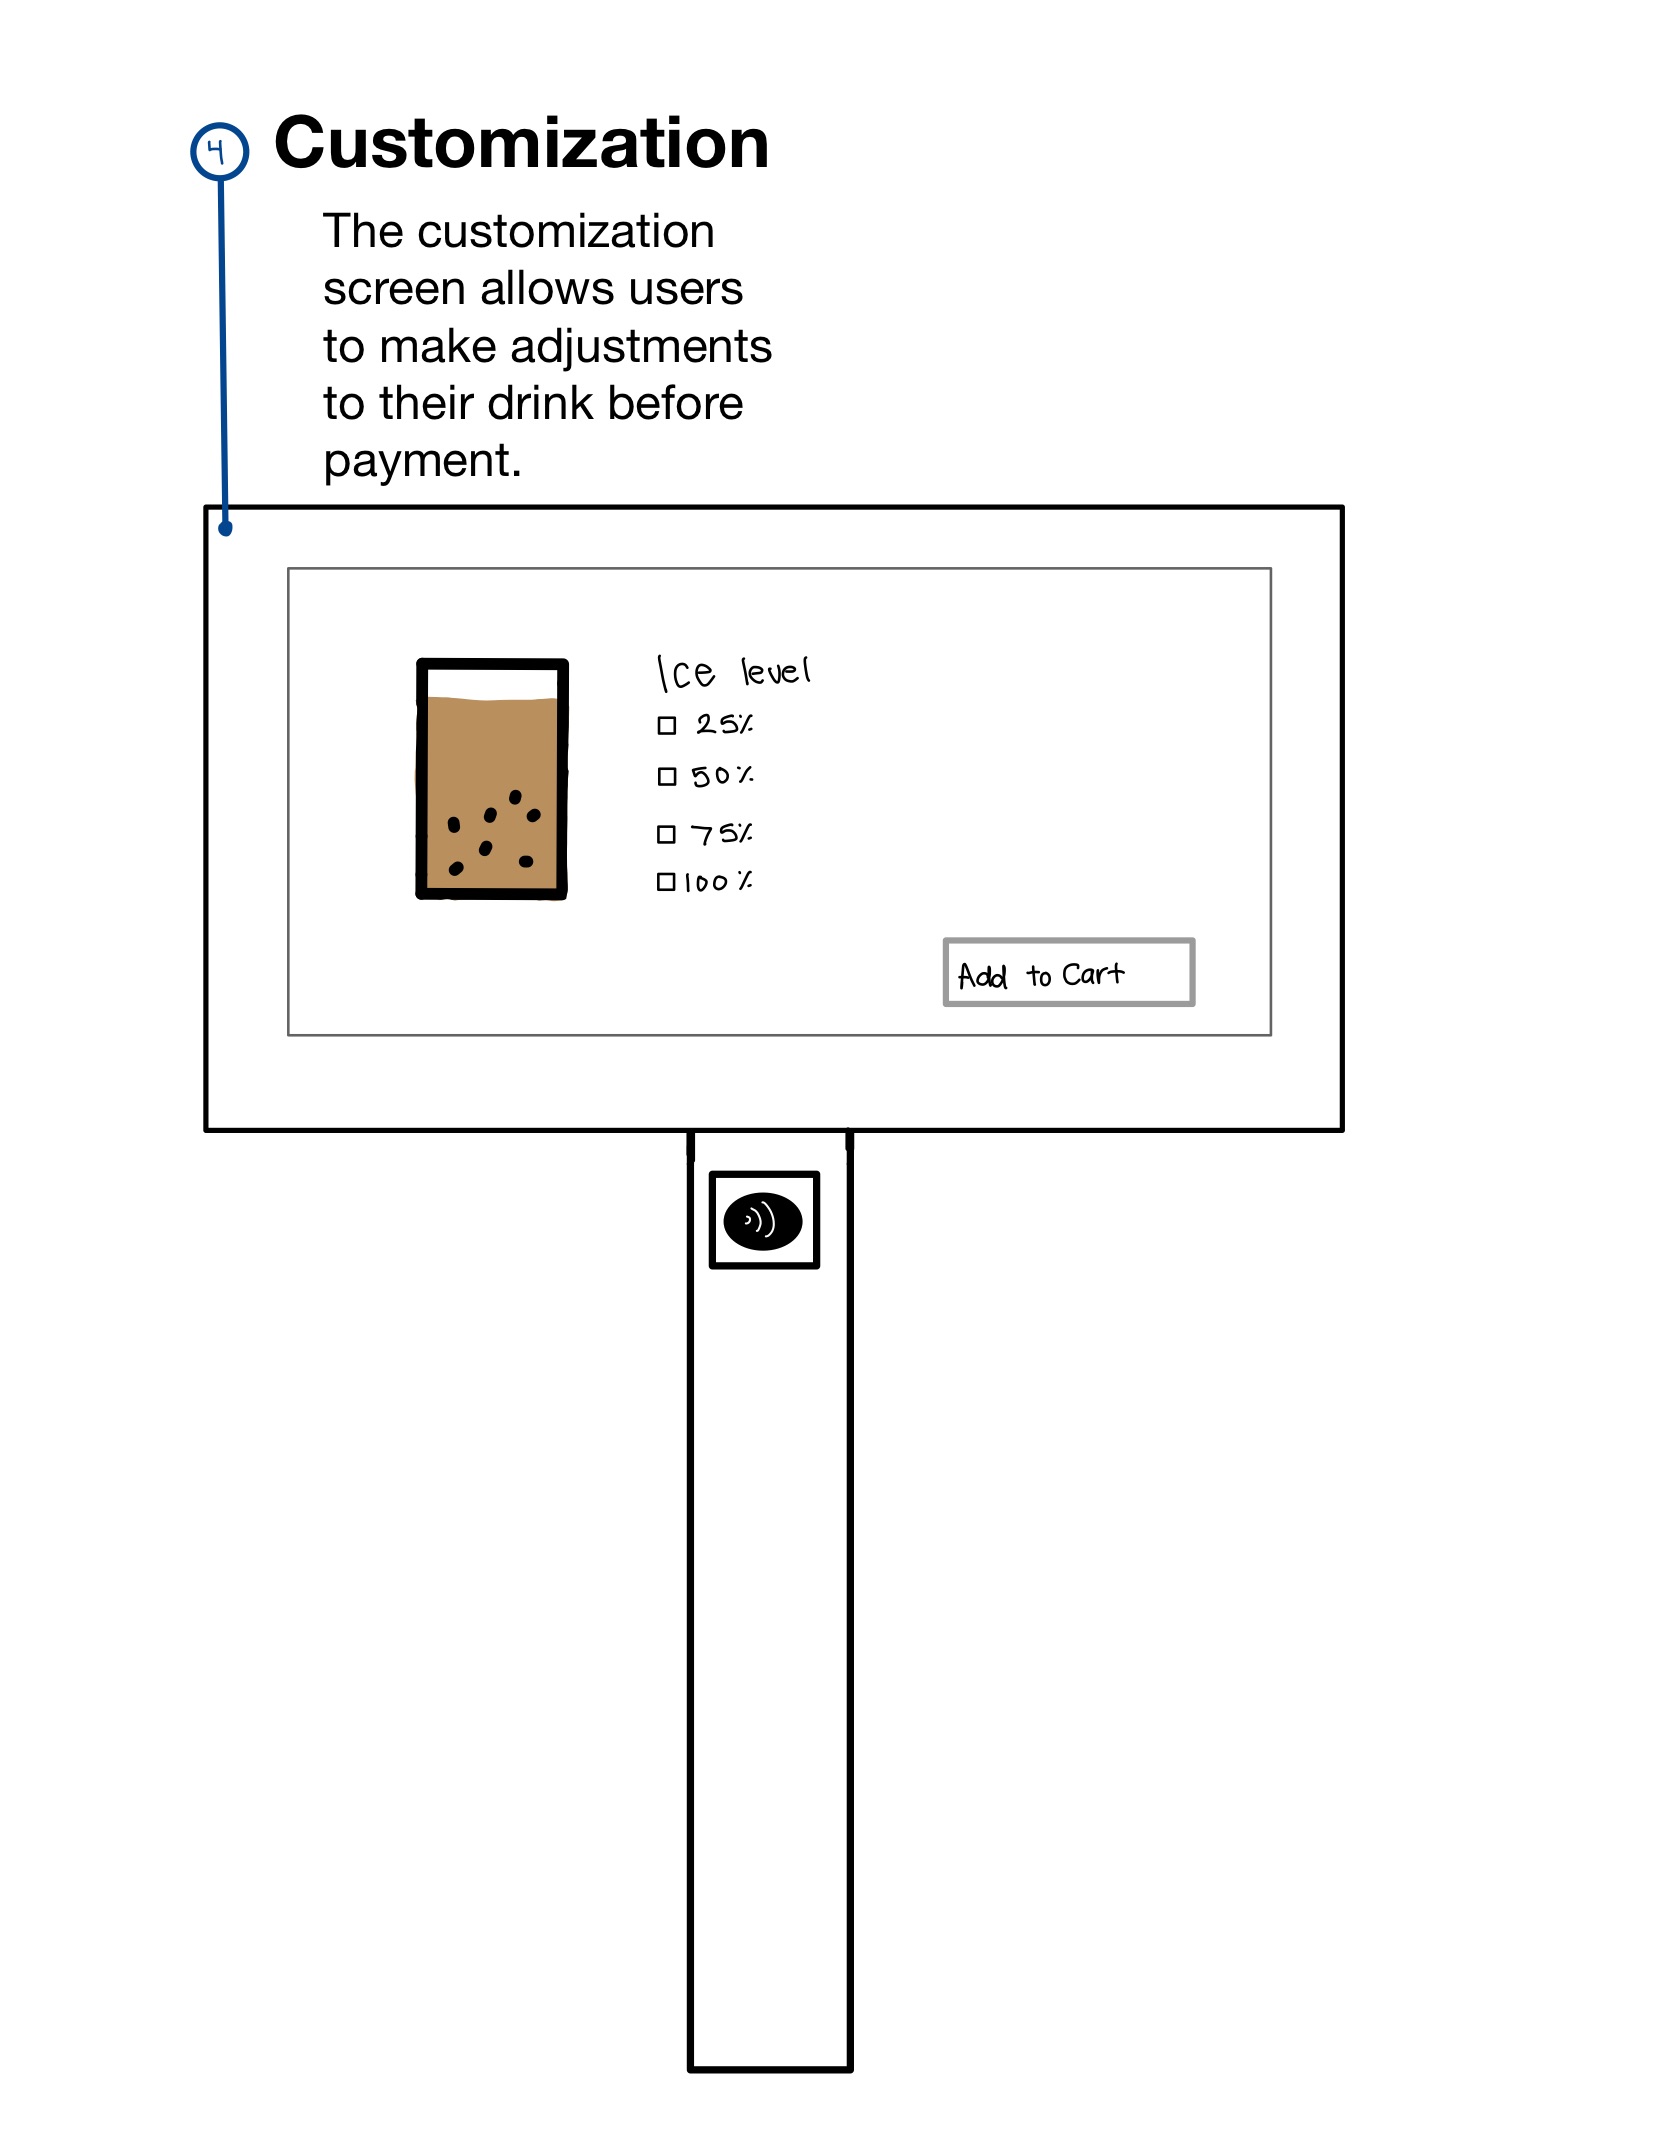 4 Customization
The customization
screen allows users
to make adjustments
to their drink before
payment.
Ice level
25%
50%
75%
100%
Add to Cart